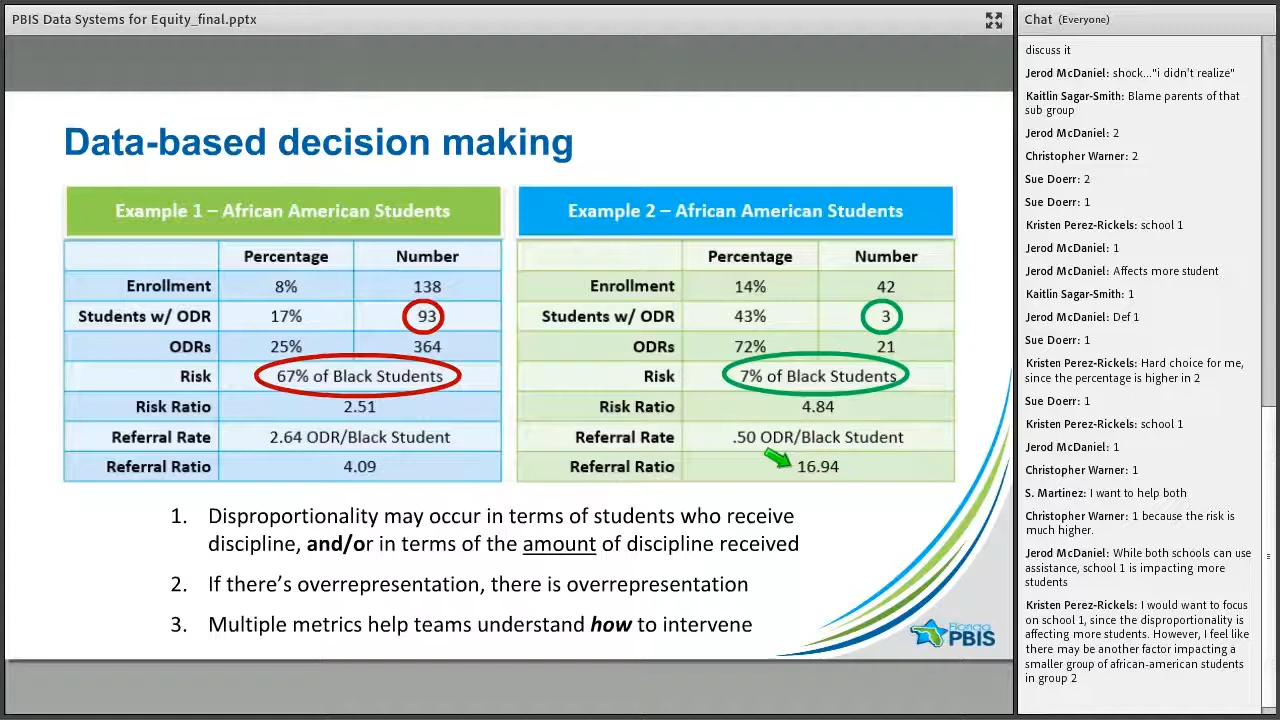 PBIS Data Systems for Equity_final.pptx
Data-based decision making
Example 1 – African American Students
Percentage Number
Enrollment 8% 138
Students w/ ODR 17% 93
ODRs 25% 364
Risk 67% of Black Students
Risk Ratio 2.51
Referral Rate 2.64 ODR/Black Student
Referral Ratio 4.09
Example 2 – African American Students
Percentage Number
Enrollment 14% 42
Students w/ ODR 43% 3
ODRs 72% 21
Risk 7% of Black Students
Risk Ratio 4.84
Referral Rate .50 ODR/Black Student
Referral Ratio 16.94
1. Disproportionality may occur in terms of students who receive
discipline, and/or in terms of the amount of discipline received
2. If there’s overrepresentation, there is overrepresentation
3. Multiple metrics help teams understand how to intervene
Florida
PBIS
Chat (Everyone)
discuss it
Jerod McDaniel: shock..."i didn't realize"
Kaitlin Sagar-Smith: Blame parents of that
sub group
Jerod McDaniel: 2
Christopher Warner: 2
Sue Doerr: 2
Sue Doerr: 1
Kristen Perez-Rickels: school 1
Jerod McDaniel: 1
Jerod McDaniel: Affects more student
Kaitlin Sagar-Smith: 1
Jerod McDaniel: Def 1
Sue Doerr: 1
Kristen Perez-Rickels: Hard choice for me,
since the percentage is higher in 2
Sue Doerr: 1
Kristen Perez-Rickels: school 1
Jerod McDaniel: 1
Christopher Warner: 1
S. Martinez: I want to help both
Christopher Warner: 1 because the risk is
much higher.
Jerod McDaniel: While both schools can use
assistance, school 1 is impacting more
students
Kristen Perez-Rickels: I would want to focus
on school 1, since the disproportionality is
affecting more students. However, I feel like
there may be another factor impacting a
smaller group of african-american students
in group 2